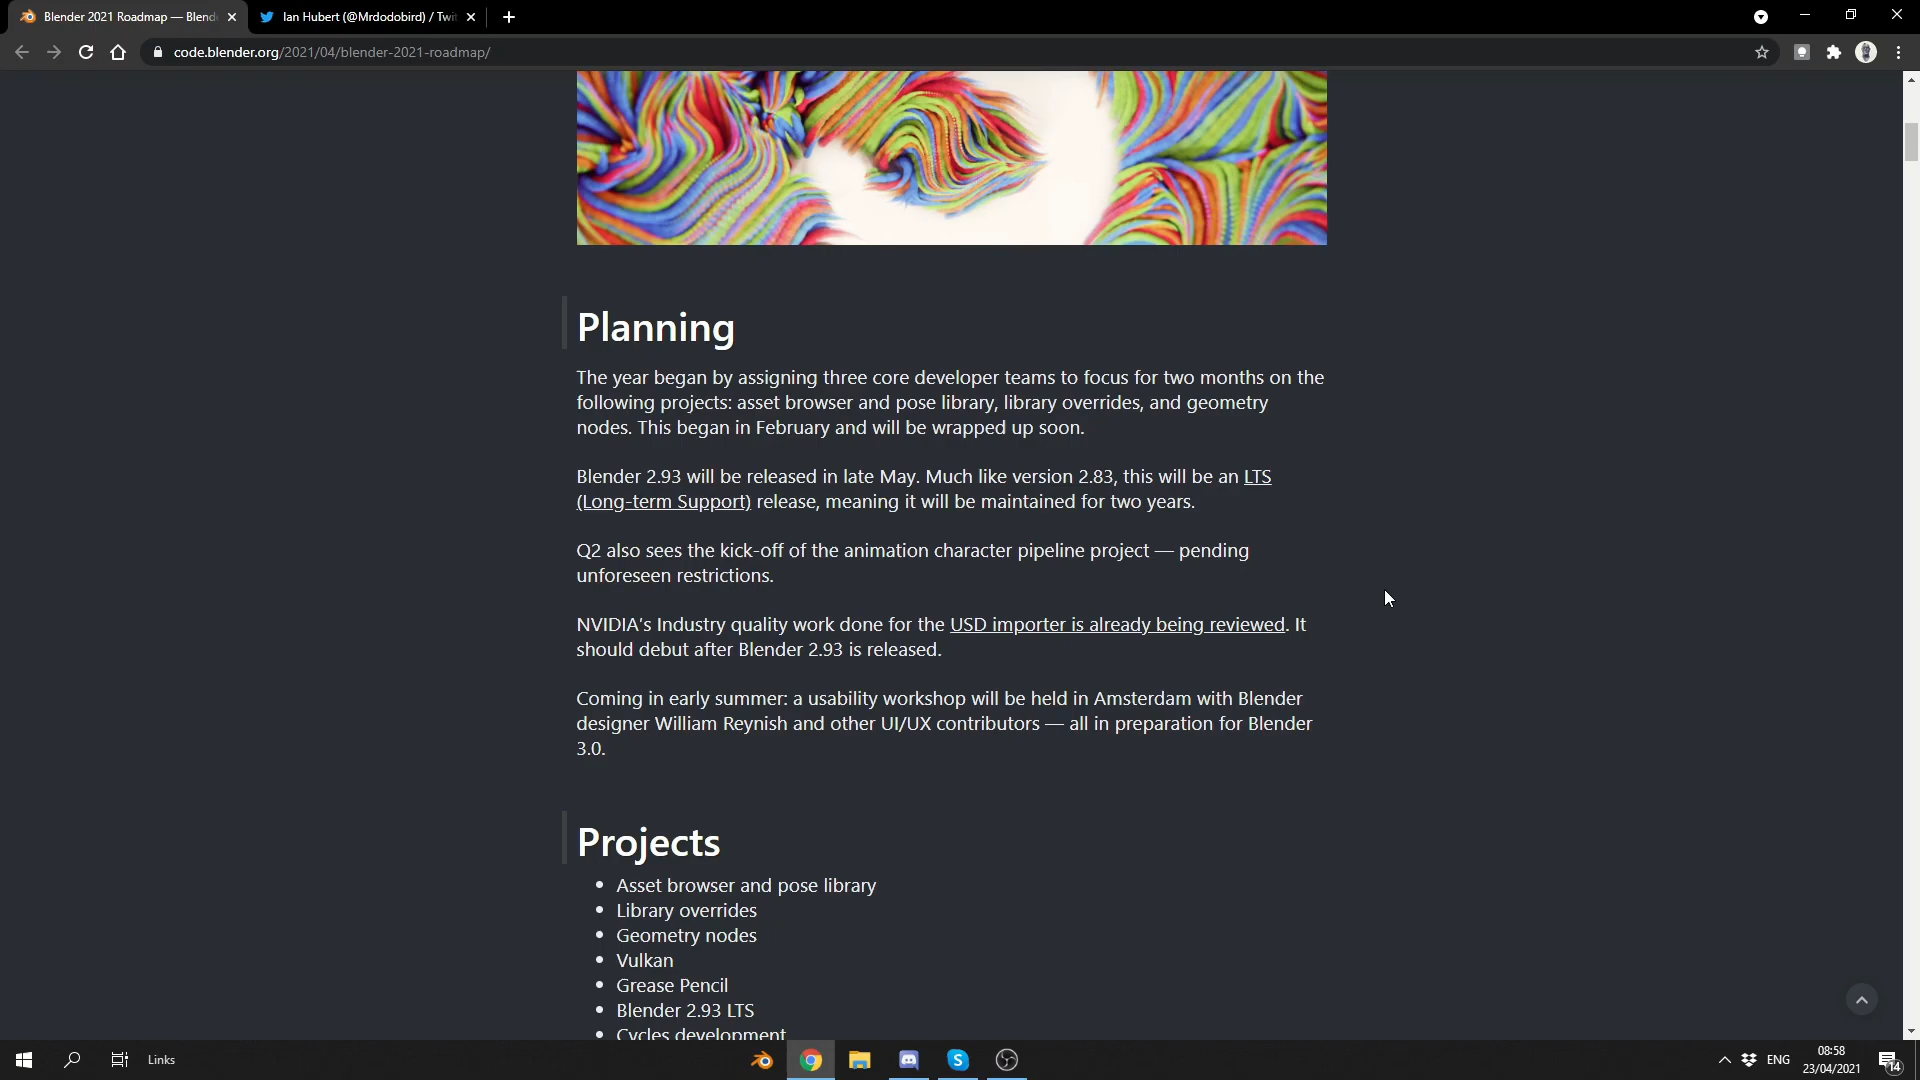 Blender 2021 Roadmap — Blend
Ian Hubert (@Mrdodobird) / Twit
code.blender.org/2021/04/blender-2021-roadmap/
Planning
The year began by assigning three core developer teams to focus for two months on the
following projects: asset browser and pose library, library overrides, and geometry
nodes. This began in February and will be wrapped up soon.
Blender 2.93 will be released in late May. Much like version 2.83, this will be an LTS
(Long-term Support) release, meaning it will be maintained for two years.
Q2 also sees the kick-off of the animation character pipeline project — pending
unforeseen restrictions.
NVIDIA's Industry quality work done for the USD importer is already being reviewed. It
should debut after Blender 2.93 is released.
Coming in early summer: a usability workshop will be held in Amsterdam with Blender
designer William Reynish and other UI/UX contributors — all in preparation for Blender
3.0.
Projects
• Asset browser and pose library
• Library overrides
• Geometry nodes
• Vulkan
• Grease Pencil
• Blender 2.93 LTS
• Cycles development
Links
ENG
08:58
23/04/2021
14